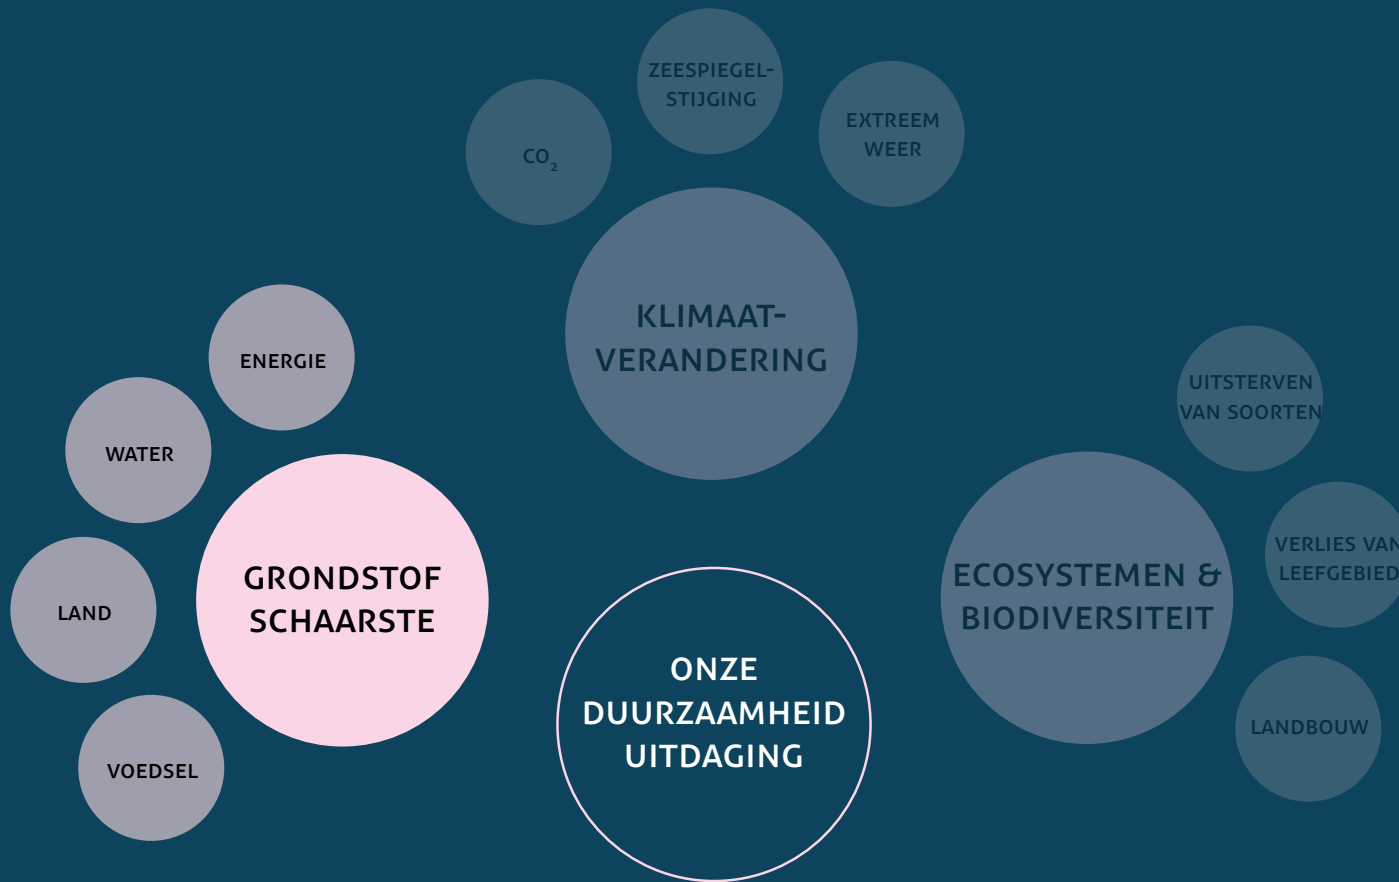 ZEESPIEGEL-
STIJGING
EXTREEM
WEER
CO₂
KLIMAAT-
VERANDERING
ENERGIE
WATER
LAND
VOEDSEL
GRONDSTOF
SCHAARSTE
ONZE
DUURZAAMHEID
UITDAGING
ECOSYSTEMEN &
BIODIVERSITEIT
UITSTERVEN
VAN SOORTEN
VERLIES VAN
LEEFGEBIED
LANDBOUW